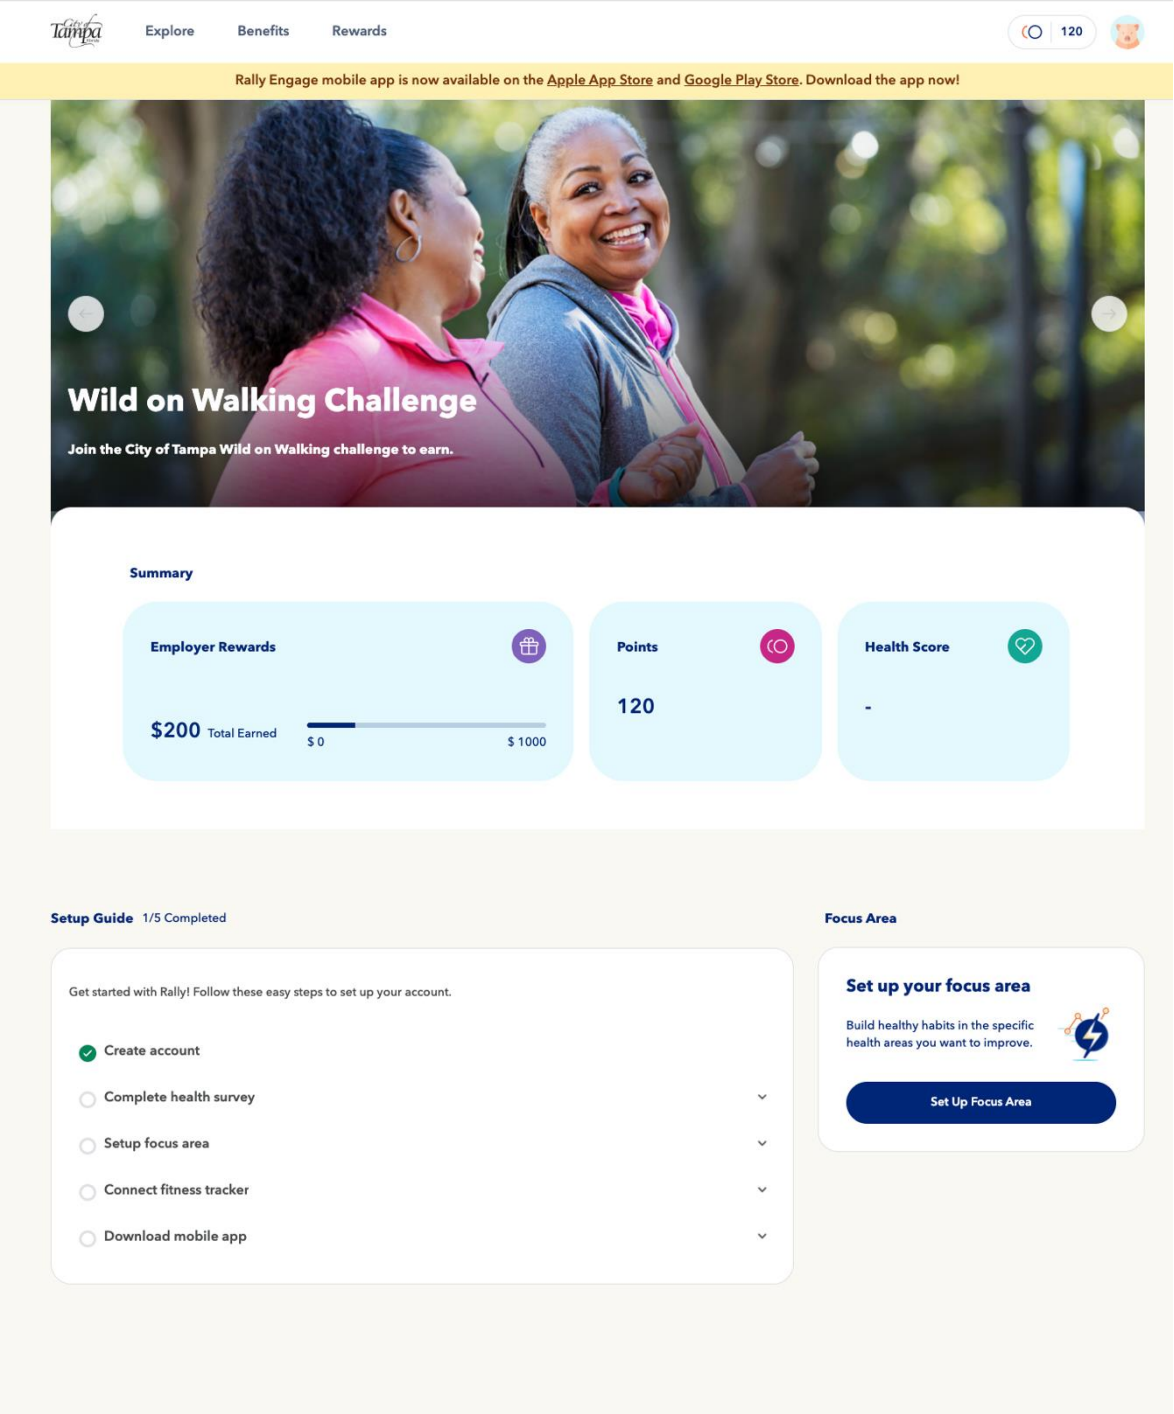 City of
Tampa
Explore
Benefits
Rewards
120
Rally Engage mobile app is now available on the Apple App Store and Google Play Store. Download the app now!
Wild on Walking Challenge
Join the City of Tampa Wild on Walking challenge to earn.
Summary
Employer Rewards
$200 Total Earned
$ 0
$ 1000
Points
120
Health Score
-
Setup Guide 1/5 Completed
Get started with Rally! Follow these easy steps to set up your account.
Create account
Complete health survey
Setup focus area
Connect fitness tracker
Download mobile app
Focus Area
Set up your focus area
Build healthy habits in the specific
health areas you want to improve.
Set Up Focus Area